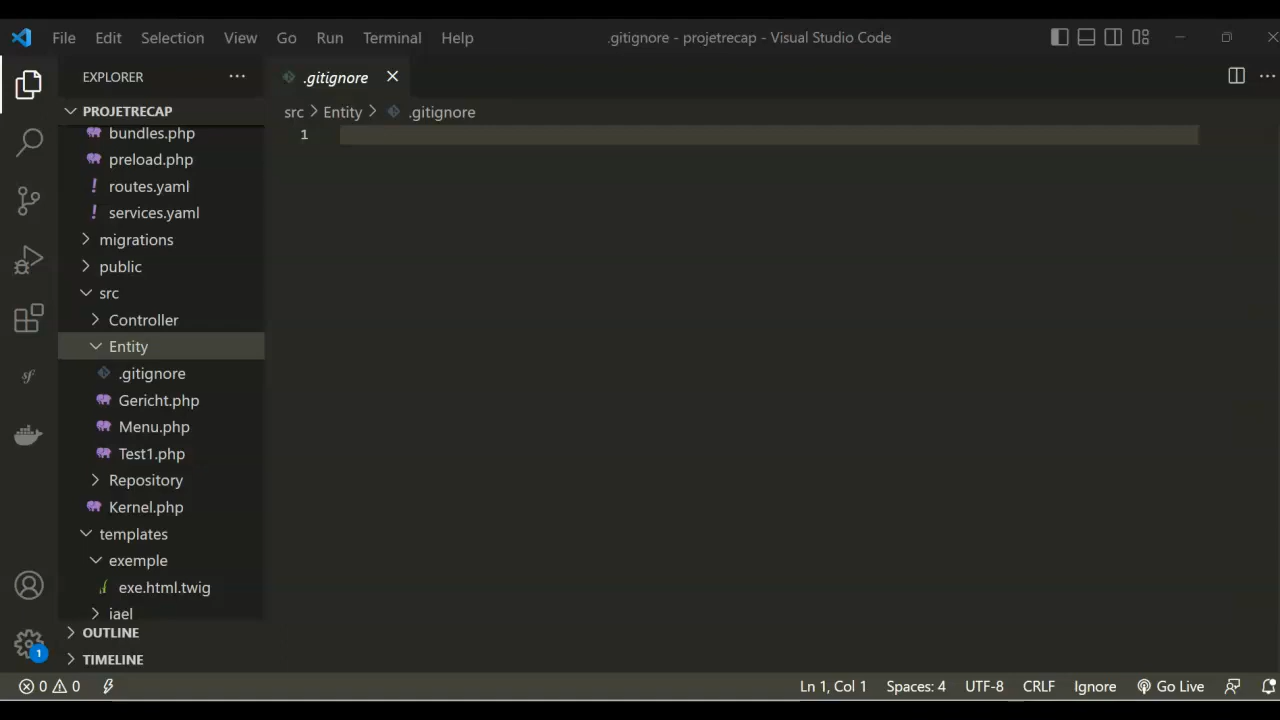 File Edit Selection View Go Run Terminal Help .gitignore - projetrecap - Visual Studio Code
EXPLORER
.gitignore
PROJETRECAP
src Entity .gitignore
1
bundles.php
preload.php
! routes.yaml
! services.yaml
migrations
public
src
Controller
Entity
.gitignore
Gericht.php
Menu.php
Test1.php
Repository
Kernel.php
templates
exemple
exe.html.twig
iael
OUTLINE
TIMELINE
sf
1
0 0 Ln 1, Col 1 Spaces: 4 UTF-8 CRLF Ignore Go Live